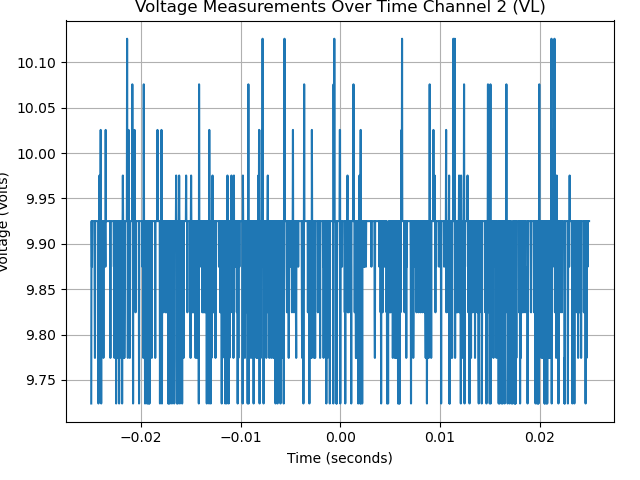 Voltage Measurements Over Time Channel 2 (VL)
Voltage (Volts)
10.10
10.05
10.00
9.95
9.90
9.85
9.80
9.75
−0.02 −0.01 0.00 0.01 0.02
Time (seconds)